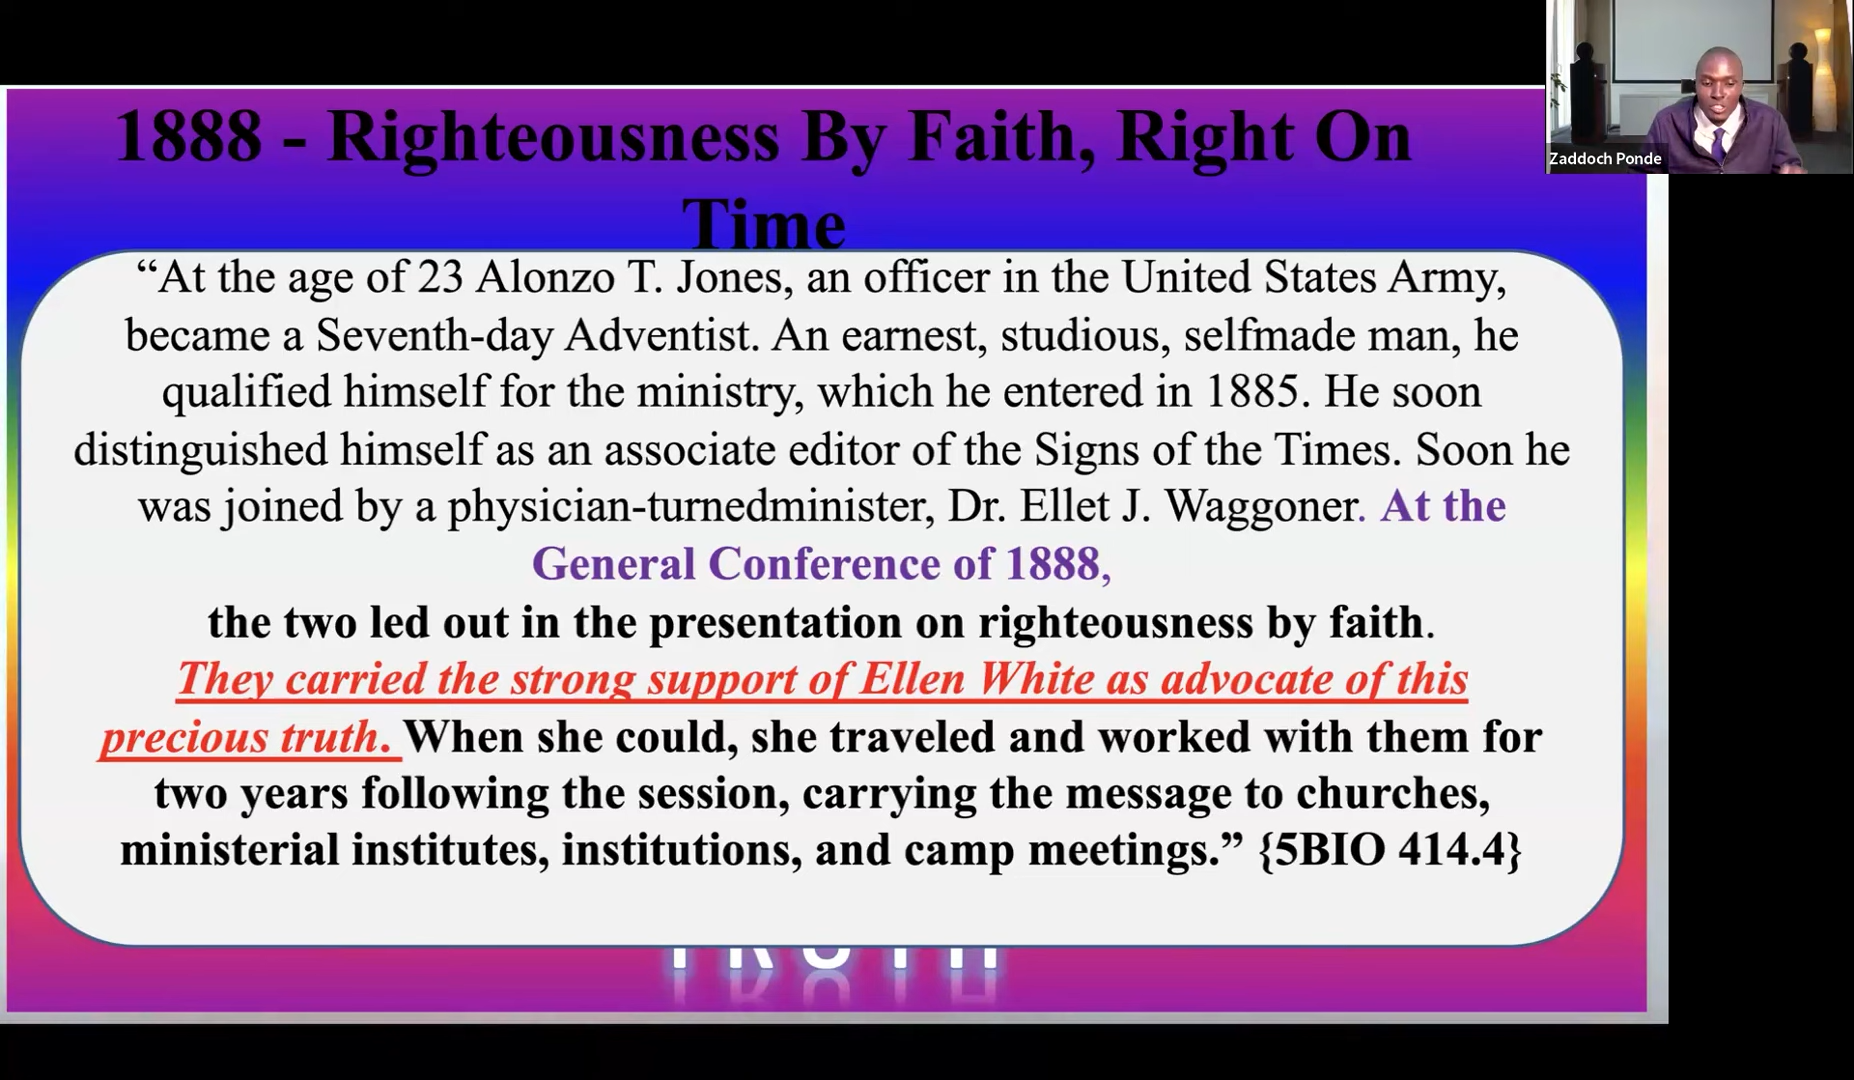 1888 - Righteousness By Faith, Right On
Time
“At the age of 23 Alonzo T. Jones, an officer in the United States Army,
became a Seventh-day Adventist. An earnest, studious, selfmade man, he
qualified himself for the ministry, which he entered in 1885. He soon
distinguished himself as an associate editor of the Signs of the Times. Soon he
was joined by a physician-turnedminister, Dr. Ellet J. Waggoner. At the
General Conference of 1888,
the two led out in the presentation on righteousness by faith.
They carried the strong support of Ellen White as advocate of this
precious truth. When she could, she traveled and worked with them for
two years following the session, carrying the message to churches,
ministerial institutes, institutions, and camp meetings.” {5BIO 414.4}
TRUTH
Zaddoch Ponde